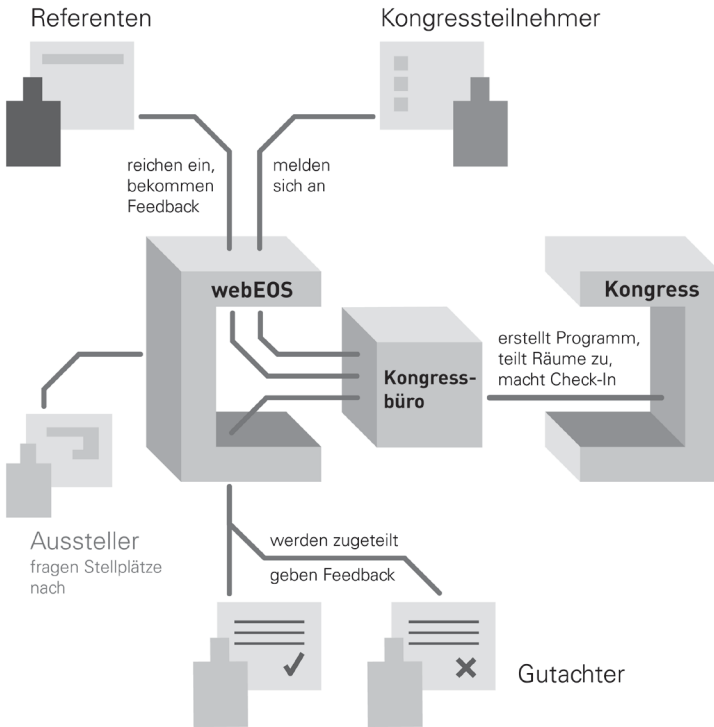 Referenten
Kongressteilnehmer
reichen ein,
bekommen
Feedback
melden
sich an
webEOS
Kongress
Kongress-
büro
erstellt Programm,
teilt Räume zu,
macht Check-In
Aussteller
fragen Stellplätze
nach
werden zugeteilt
geben Feedback
Gutachter